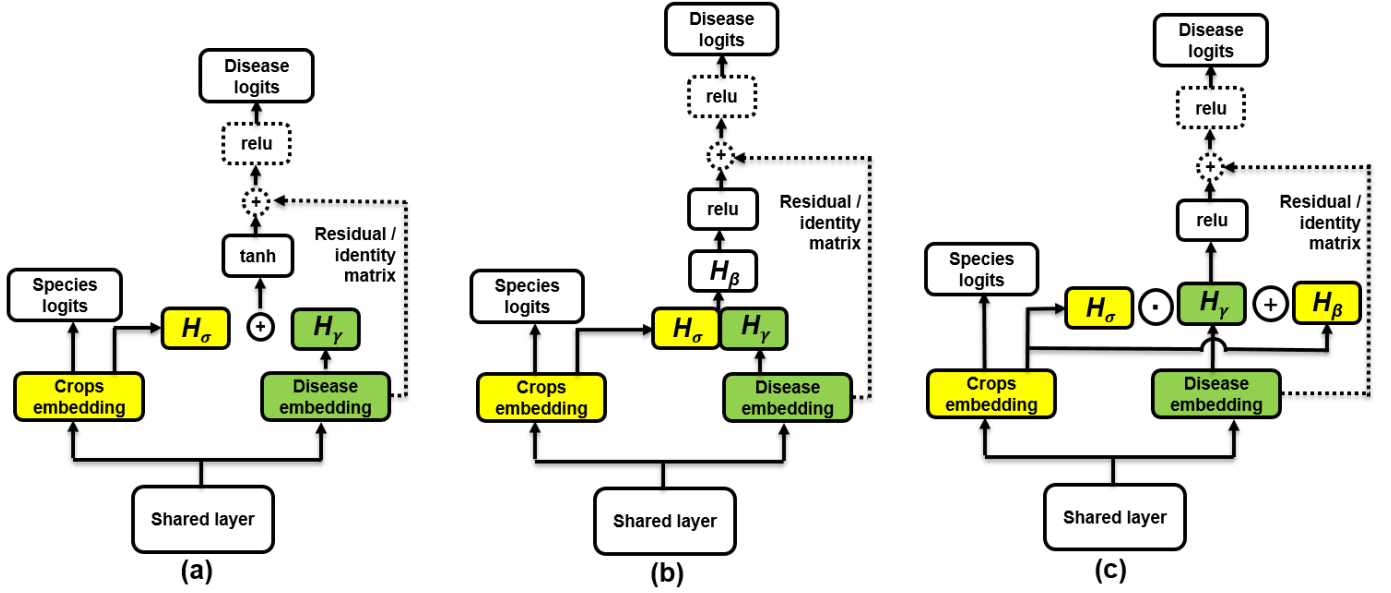 Disease
logits
relu
+
tanh
Residual /
identity
matrix
Species
logits
Hσ
+
Hγ
Crops
embedding
Disease
embedding
Shared layer
(a)
Disease
logits
relu
+
relu
Residual /
identity
matrix
Hβ
Species
logits
Hσ
Hγ
Crops
embedding
Disease
embedding
Shared layer
(b)
Disease
logits
relu
+
relu
Residual /
identity
matrix
Species
logits
Hσ
·
Hγ
+
Hβ
Crops
embedding
Disease
embedding
Shared layer
(c)